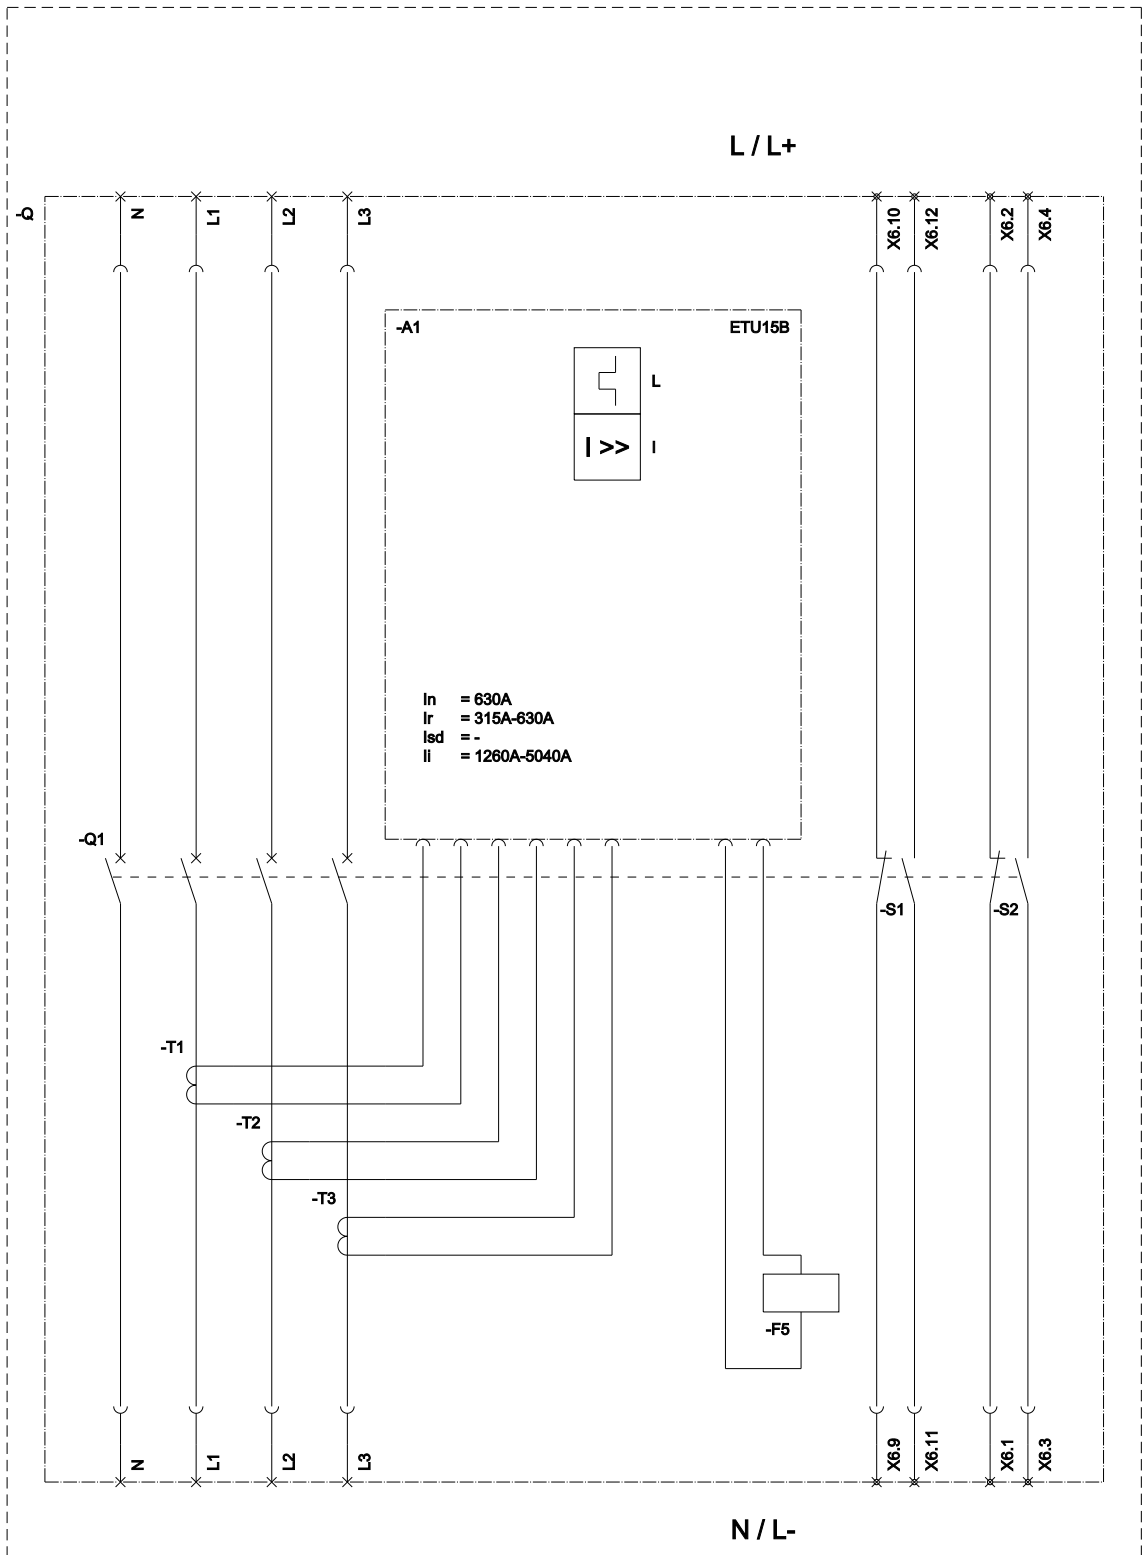 L / L+
-Q
N
L1
L2
L3
X6.10
X6.12
X6.2
X6.4
-A1
ETU15B
L
I >>
I
In = 630A
Ir = 315A-630A
Isd = -
Ii = 1260A-5040A
-Q1
-S1
-S2
-T1
-T2
-T3
-F5
N
L1
L2
L3
X6.9
X6.11
X6.1
X6.3
N / L-